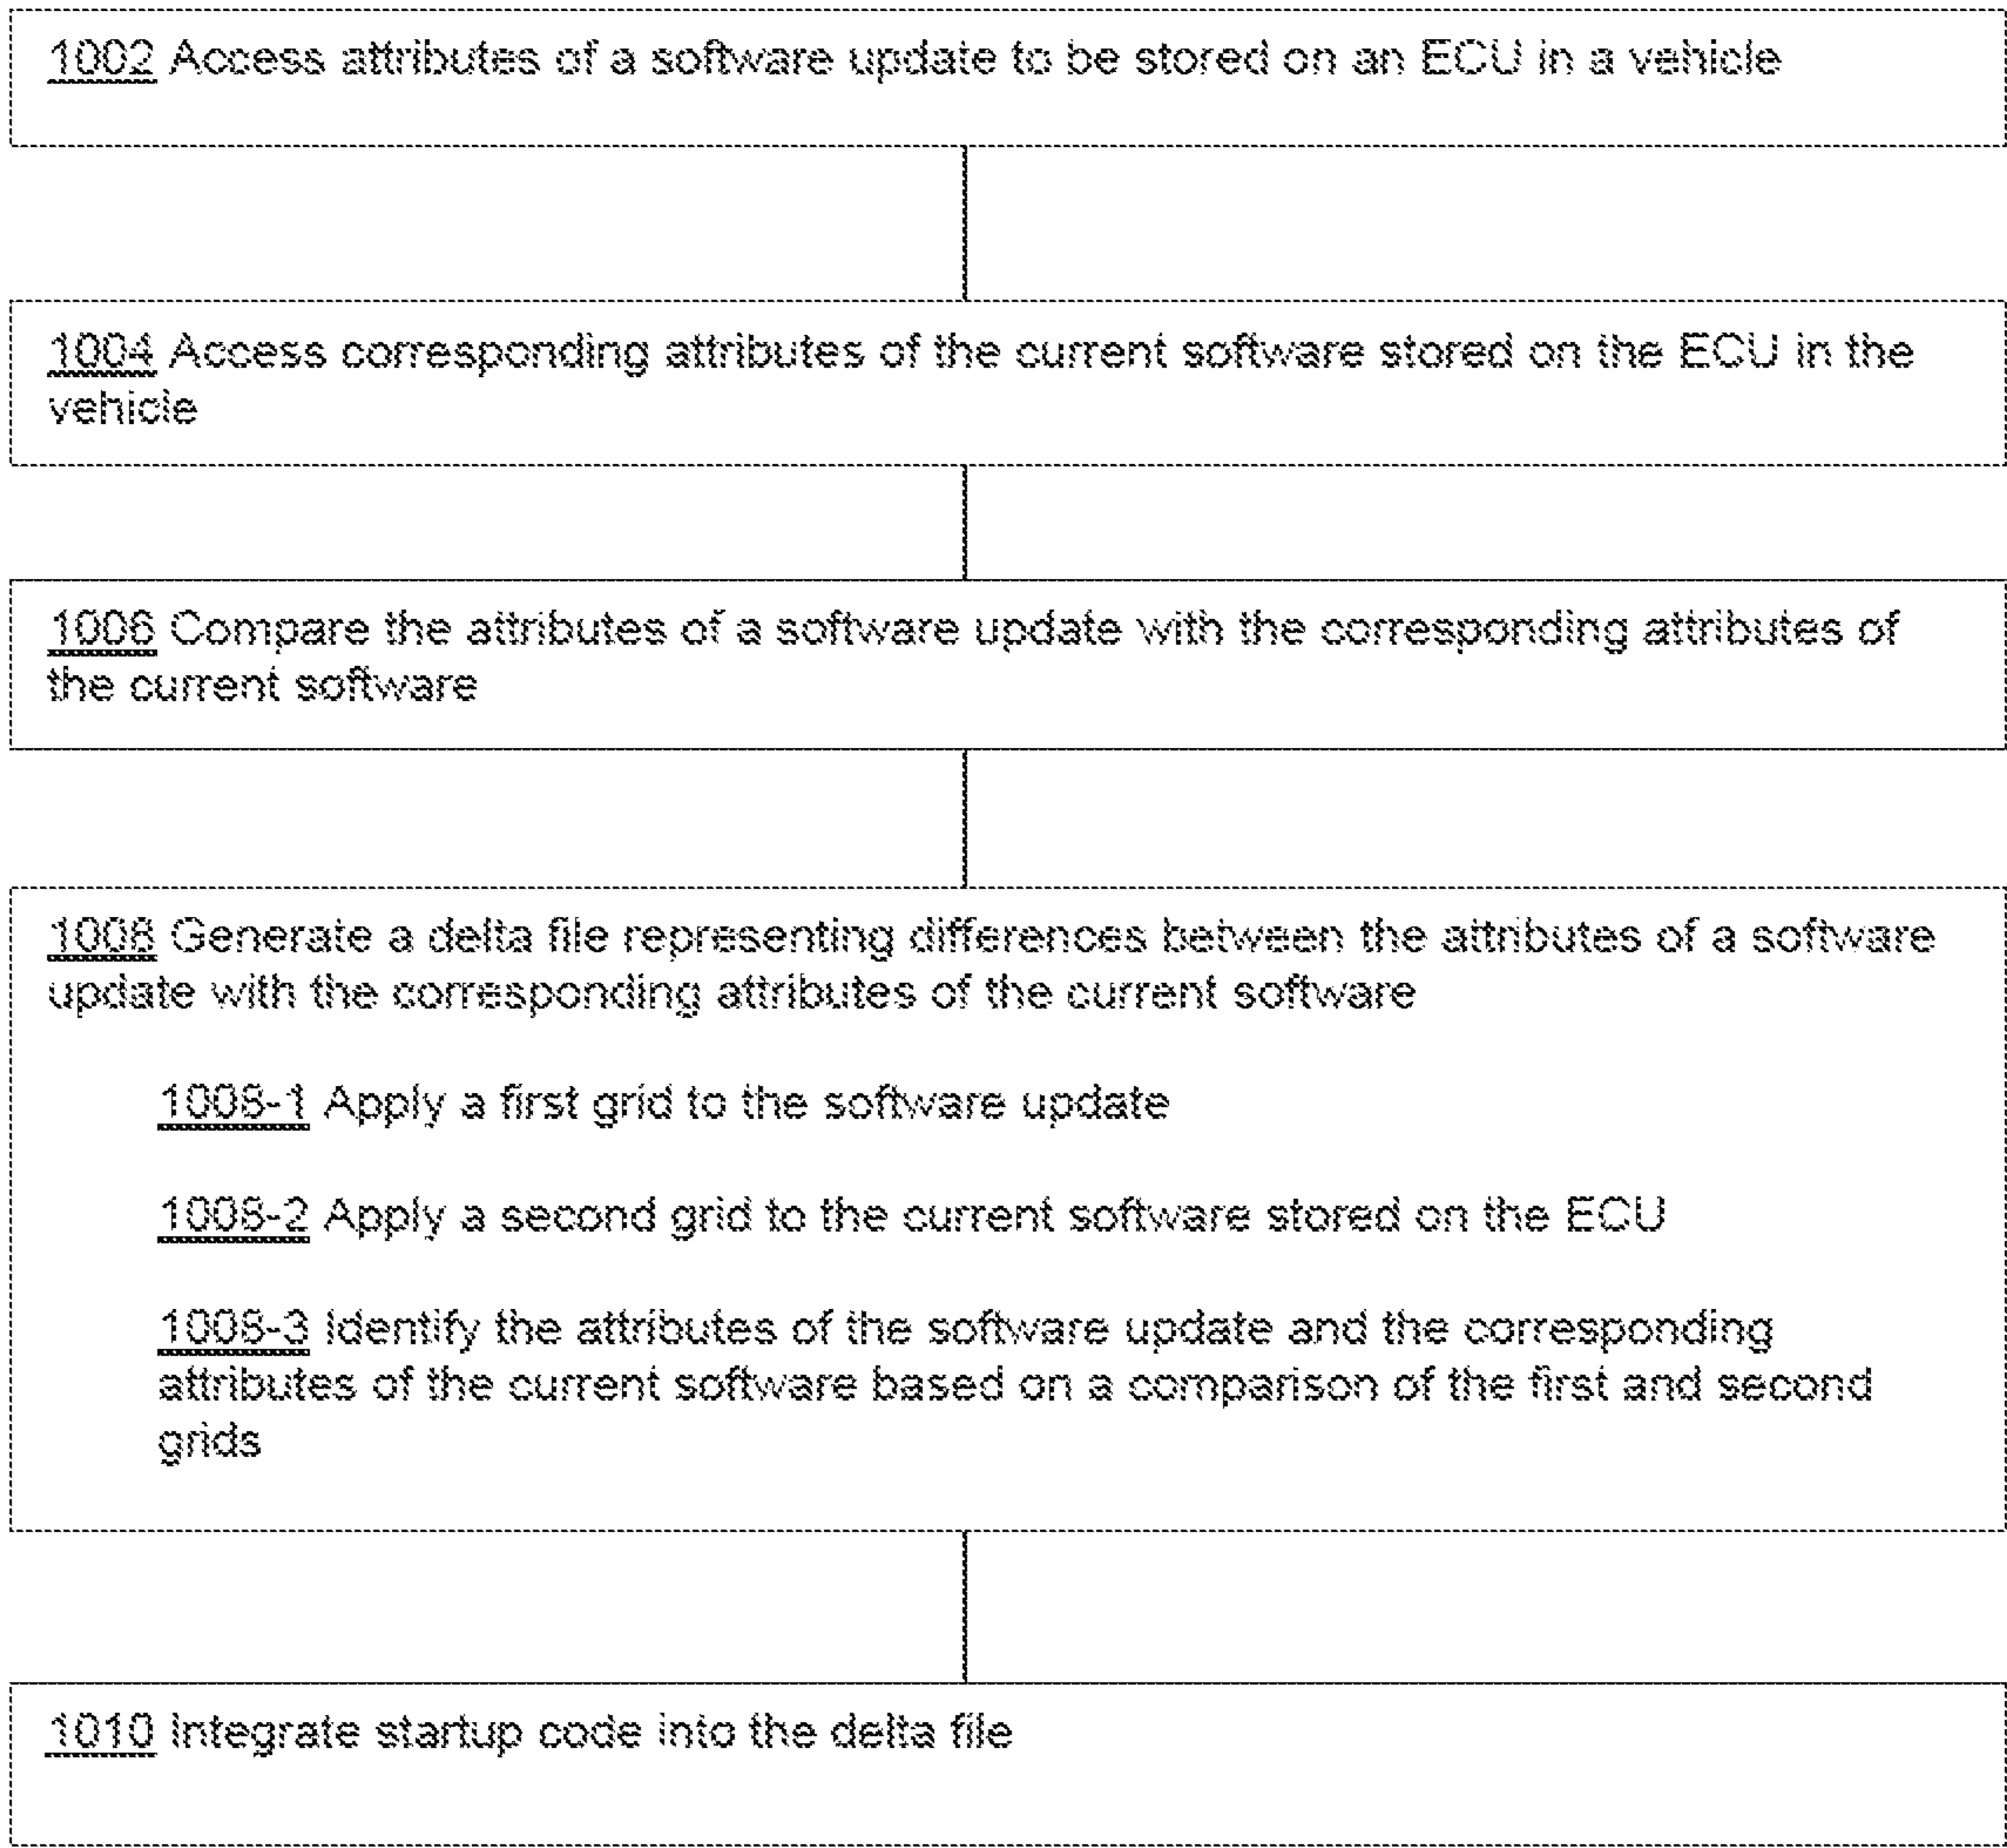 1002 Access attributes of a software update to be stored on an ECU in a vehicle
1004 Access corresponding attributes of the current software stored on the ECU in the
vehicle
1006 Compare the attributes of a software update with the corresponding attributes of
the current software
1008 Generate a delta file representing differences between the attributes of a software
update with the corresponding attributes of the current software
1008-1 Apply a first grid to the software update
1008-2 Apply a second grid to the current software stored on the ECU
1008-3 Identify the attributes of the software update and the corresponding
attributes of the current software based on a comparison of the first and second
grids
1010 Integrate startup code into the delta file